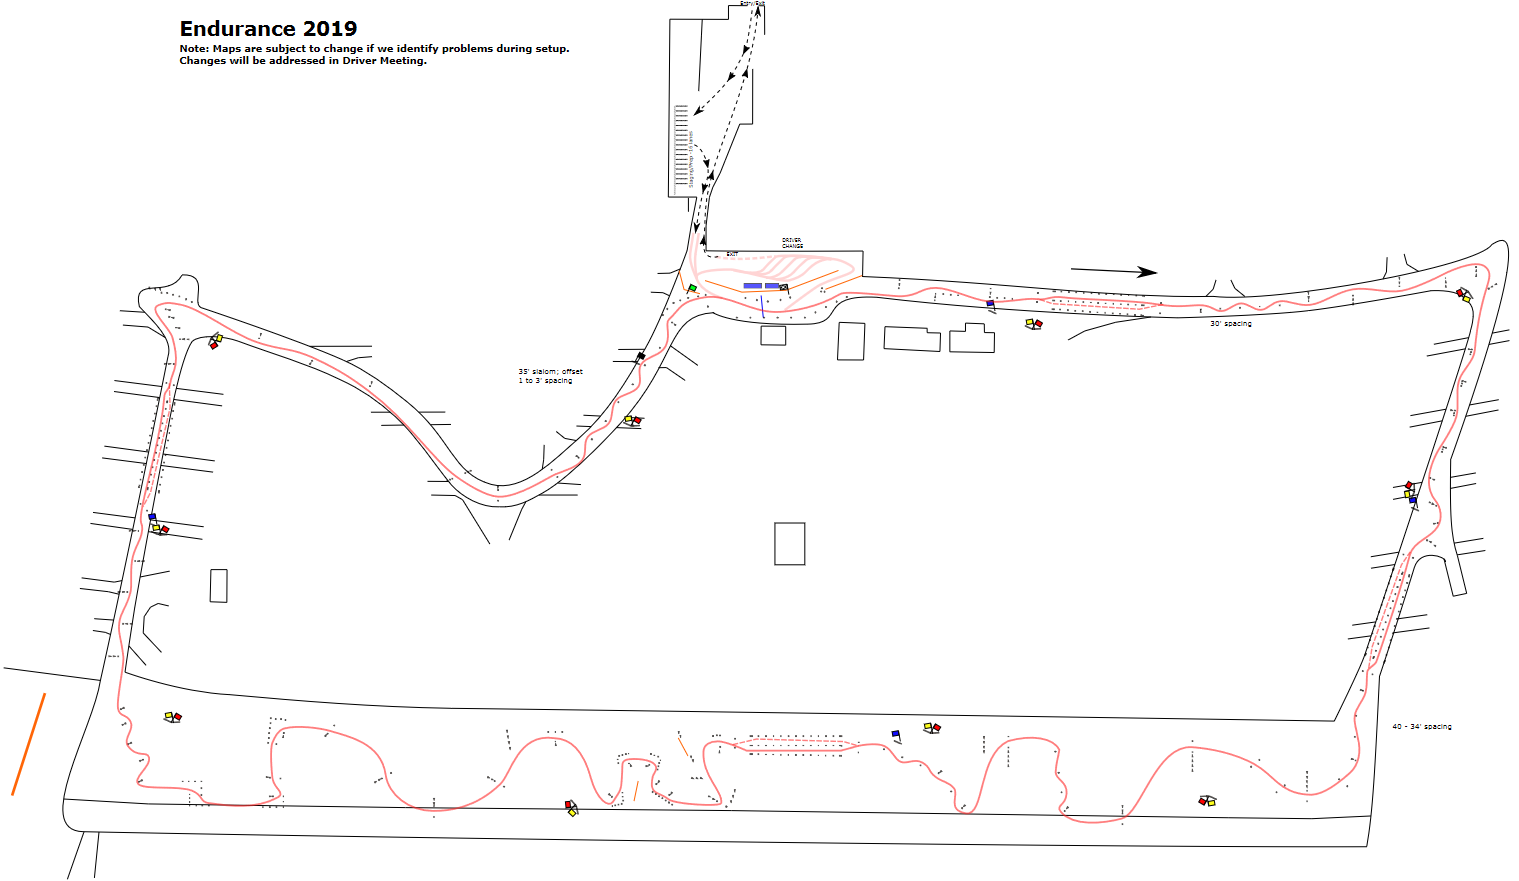 Entry/Exit
Endurance 2019
Note: Maps are subject to change if we identify problems during setup.
Changes will be addressed in Driver Meeting.
DRIVER
CHANGE
EXIT
30' spacing
35' slalom; offset
1 to 3' spacing
40 - 34' spacing